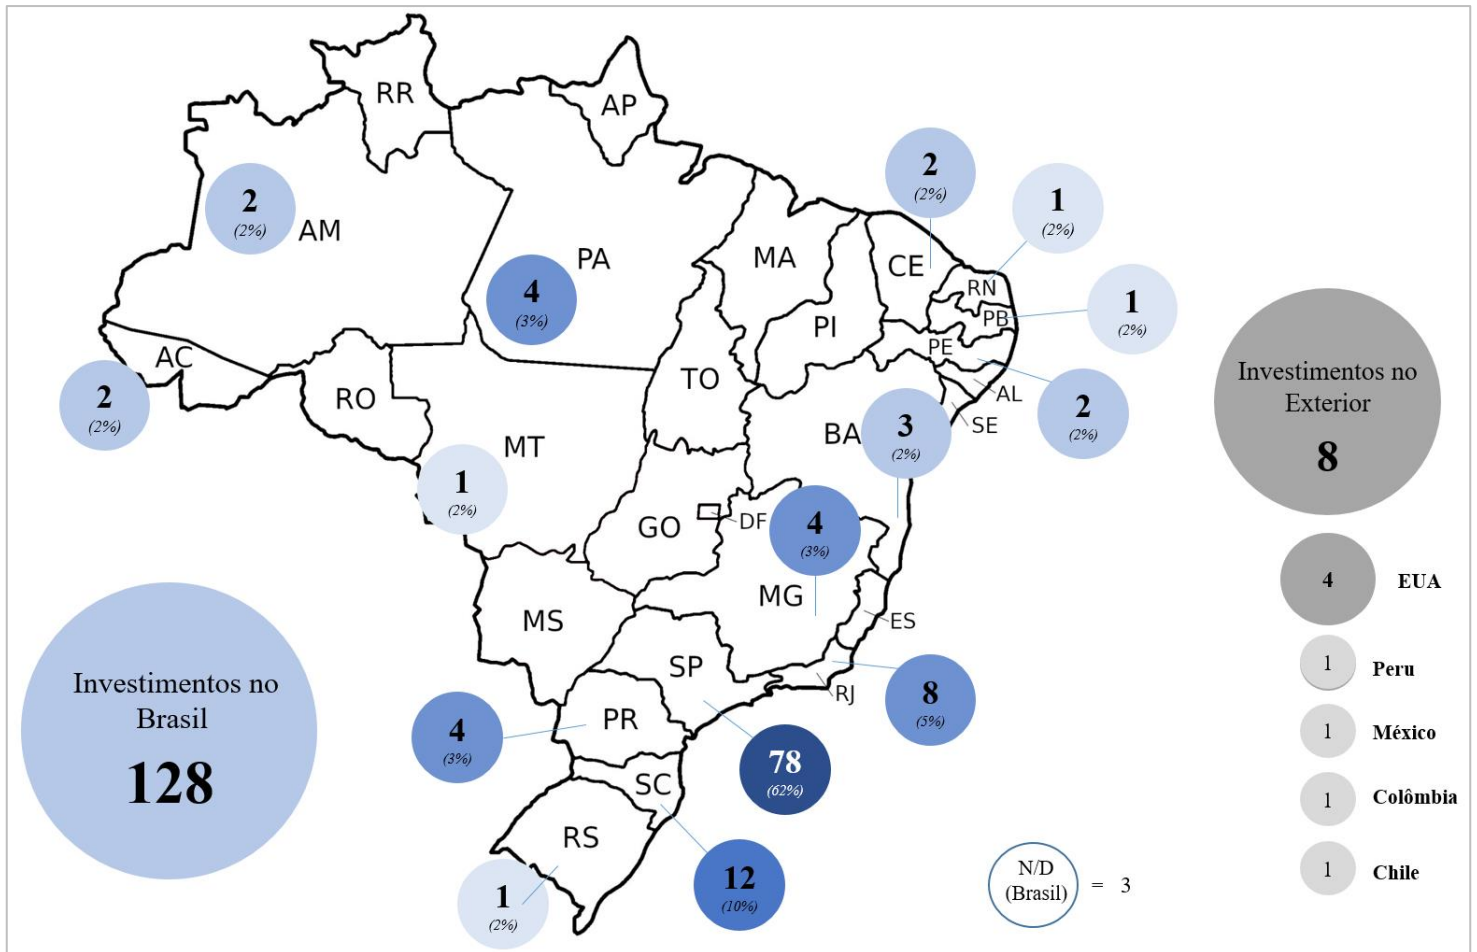 RR
AP
2
(2%)
AM
PA
4
(3%)
MA
2
(2%)
CE
1
(2%)
RN
1
(2%)
PB
PI
PE
AL
SE
2
(2%)
AC
2
(2%)
RO
TO
MT
1
(2%)
BA
3
(2%)
GO
DF
4
(3%)
MG
ES
MS
SP
RJ
8
(5%)
PR
4
(3%)
78
(62%)
SC
12
(10%)
RS
1
(2%)
Investimentos no
Brasil
128
N/D
(Brasil)
= 3
Investimentos no
Exterior
8
4 EUA
1 Peru
1 México
1 Colômbia
1 Chile